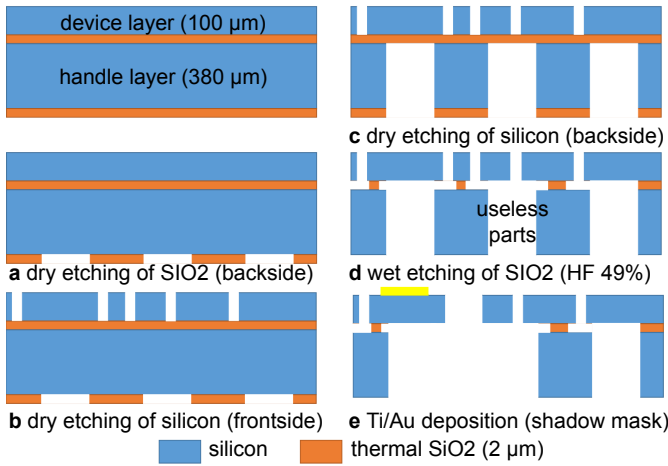 device layer (100 µm)
handle layer (380 µm)
a dry etching of SIO2 (backside)
b dry etching of silicon (frontside)
c dry etching of silicon (backside)
useless
parts
d wet etching of SIO2 (HF 49%)
e Ti/Au deposition (shadow mask)
silicon
thermal SiO2 (2 µm)